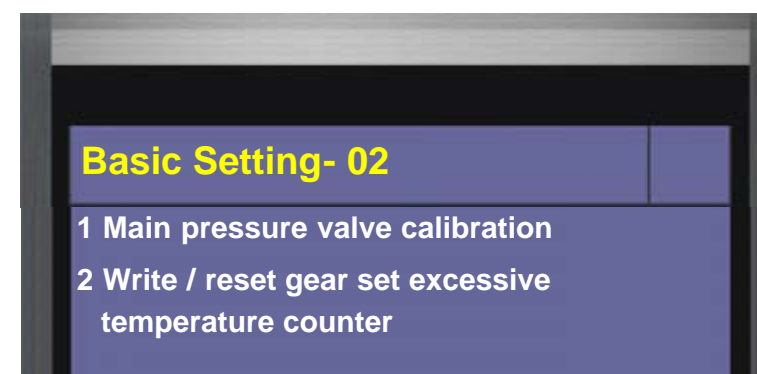 Basic Setting- 02
1 Main pressure valve calibration
2 Write / reset gear set excessive
temperature counter